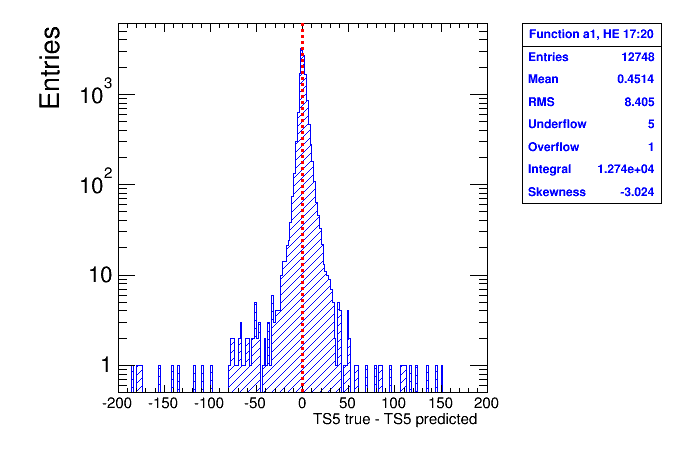 Function a1, HE 17:20
Entries 12748
Mean 0.4514
RMS 8.405
Underflow 5
Overflow 1
Integral 1.274e+04
Skewness -3.024
Entries
10³
10²
10
1
-200 -150 -100 -50 0 50 100 150 200
TS5 true - TS5 predicted